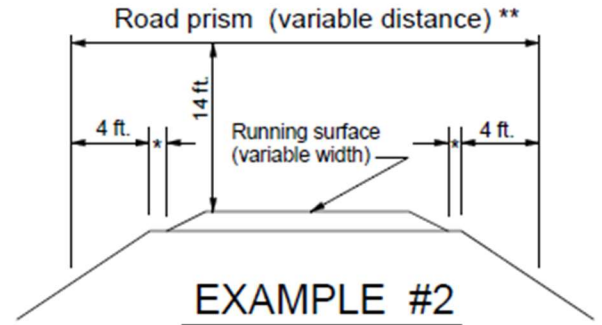 Road prism (variable distance) **
14 ft.
4 ft.
*
Running surface
(variable width)
*
4 ft.
EXAMPLE #2